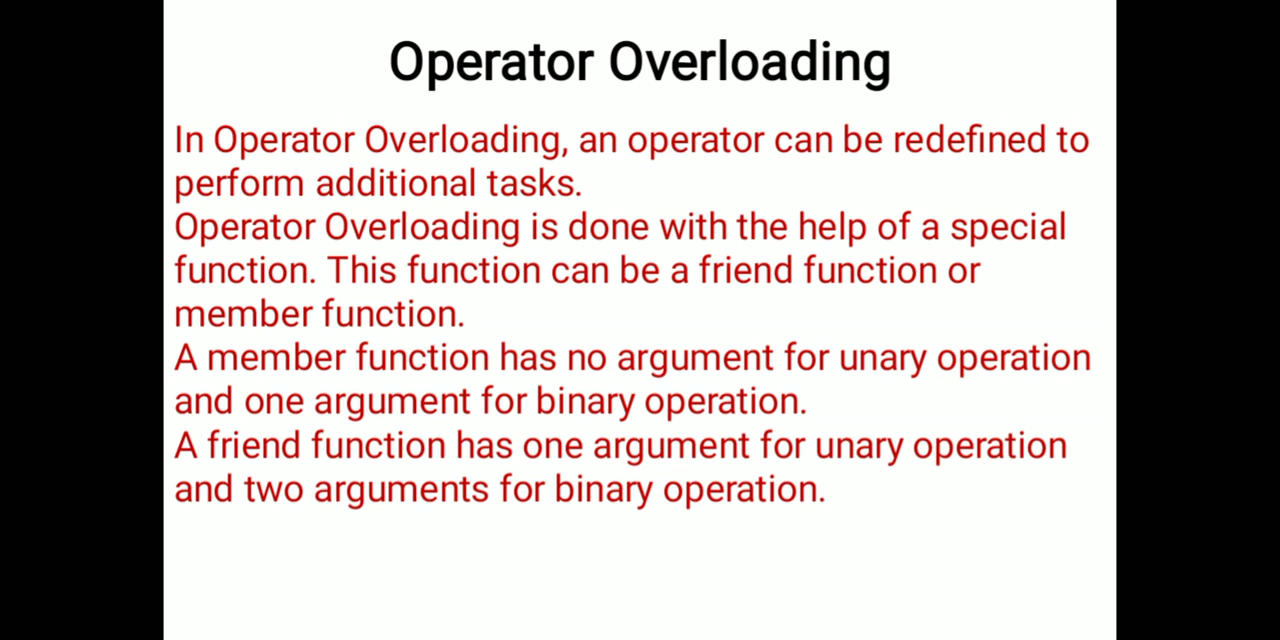 Operator Overloading
In Operator Overloading, an operator can be redefined to
perform additional tasks.
Operator Overloading is done with the help of a special
function. This function can be a friend function or
member function.
A member function has no argument for unary operation
and one argument for binary operation.
A friend function has one argument for unary operation
and two arguments for binary operation.